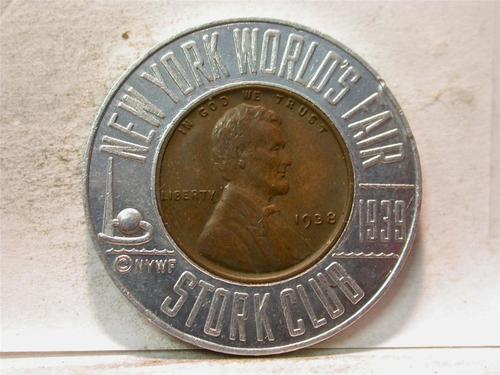 NEW YORK WORLD'S FAIR
IN GOD WE TRUST
LIBERTY
1938
1939
© NYWF
STORK CLUB